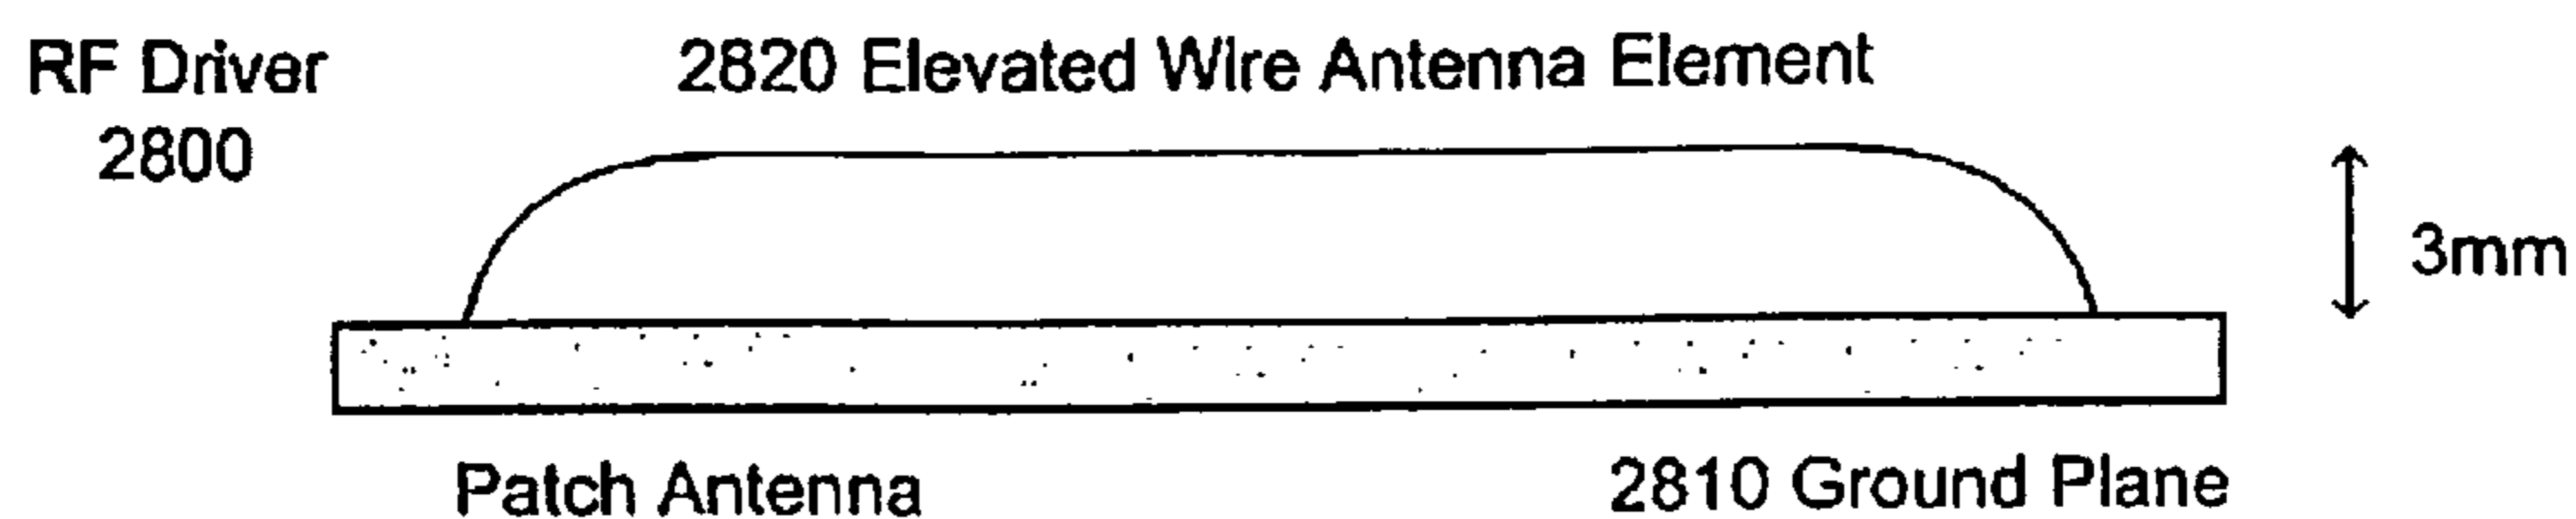 RF Driver
2800
2820 Elevated Wire Antenna Element
3mm
Patch Antenna
2810 Ground Plane